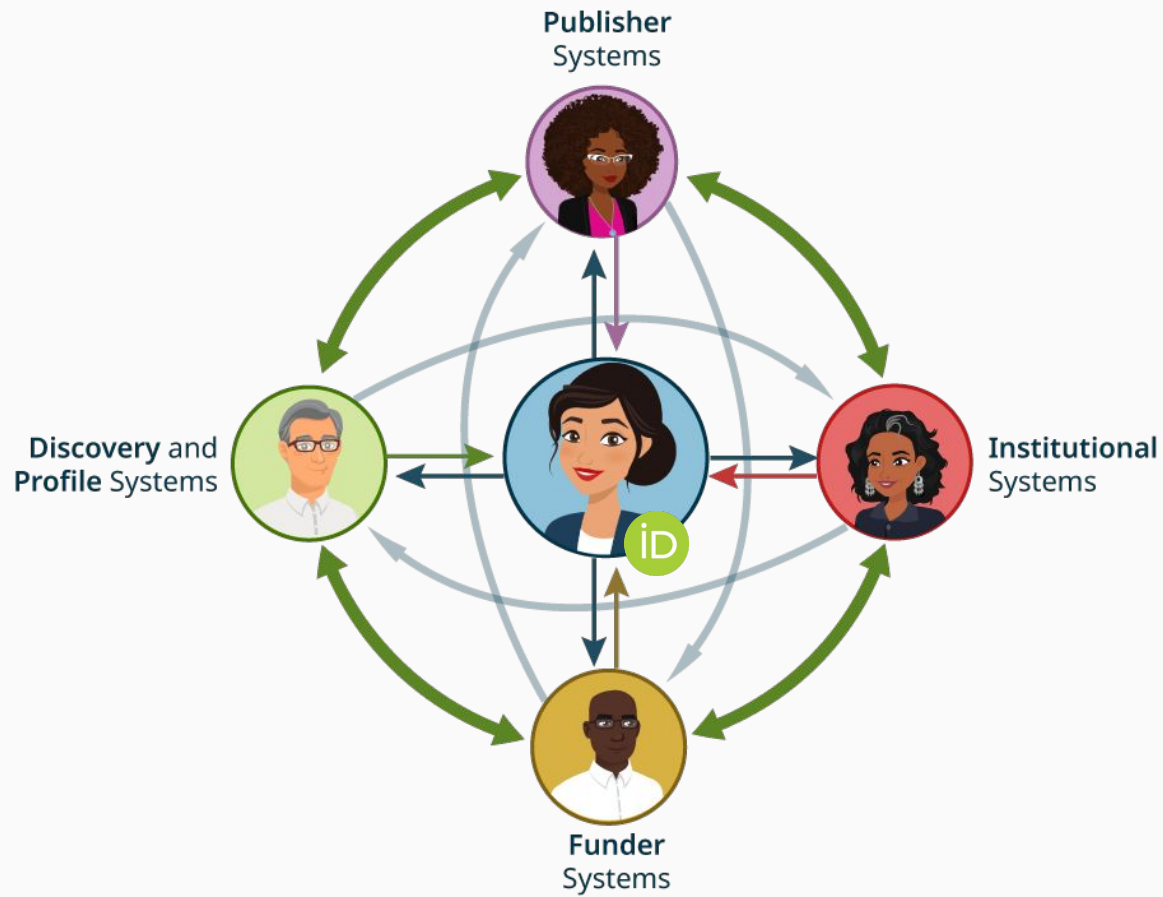 Publisher
Systems
Discovery and
Profile Systems
Institutional
Systems
iD
Funder
Systems